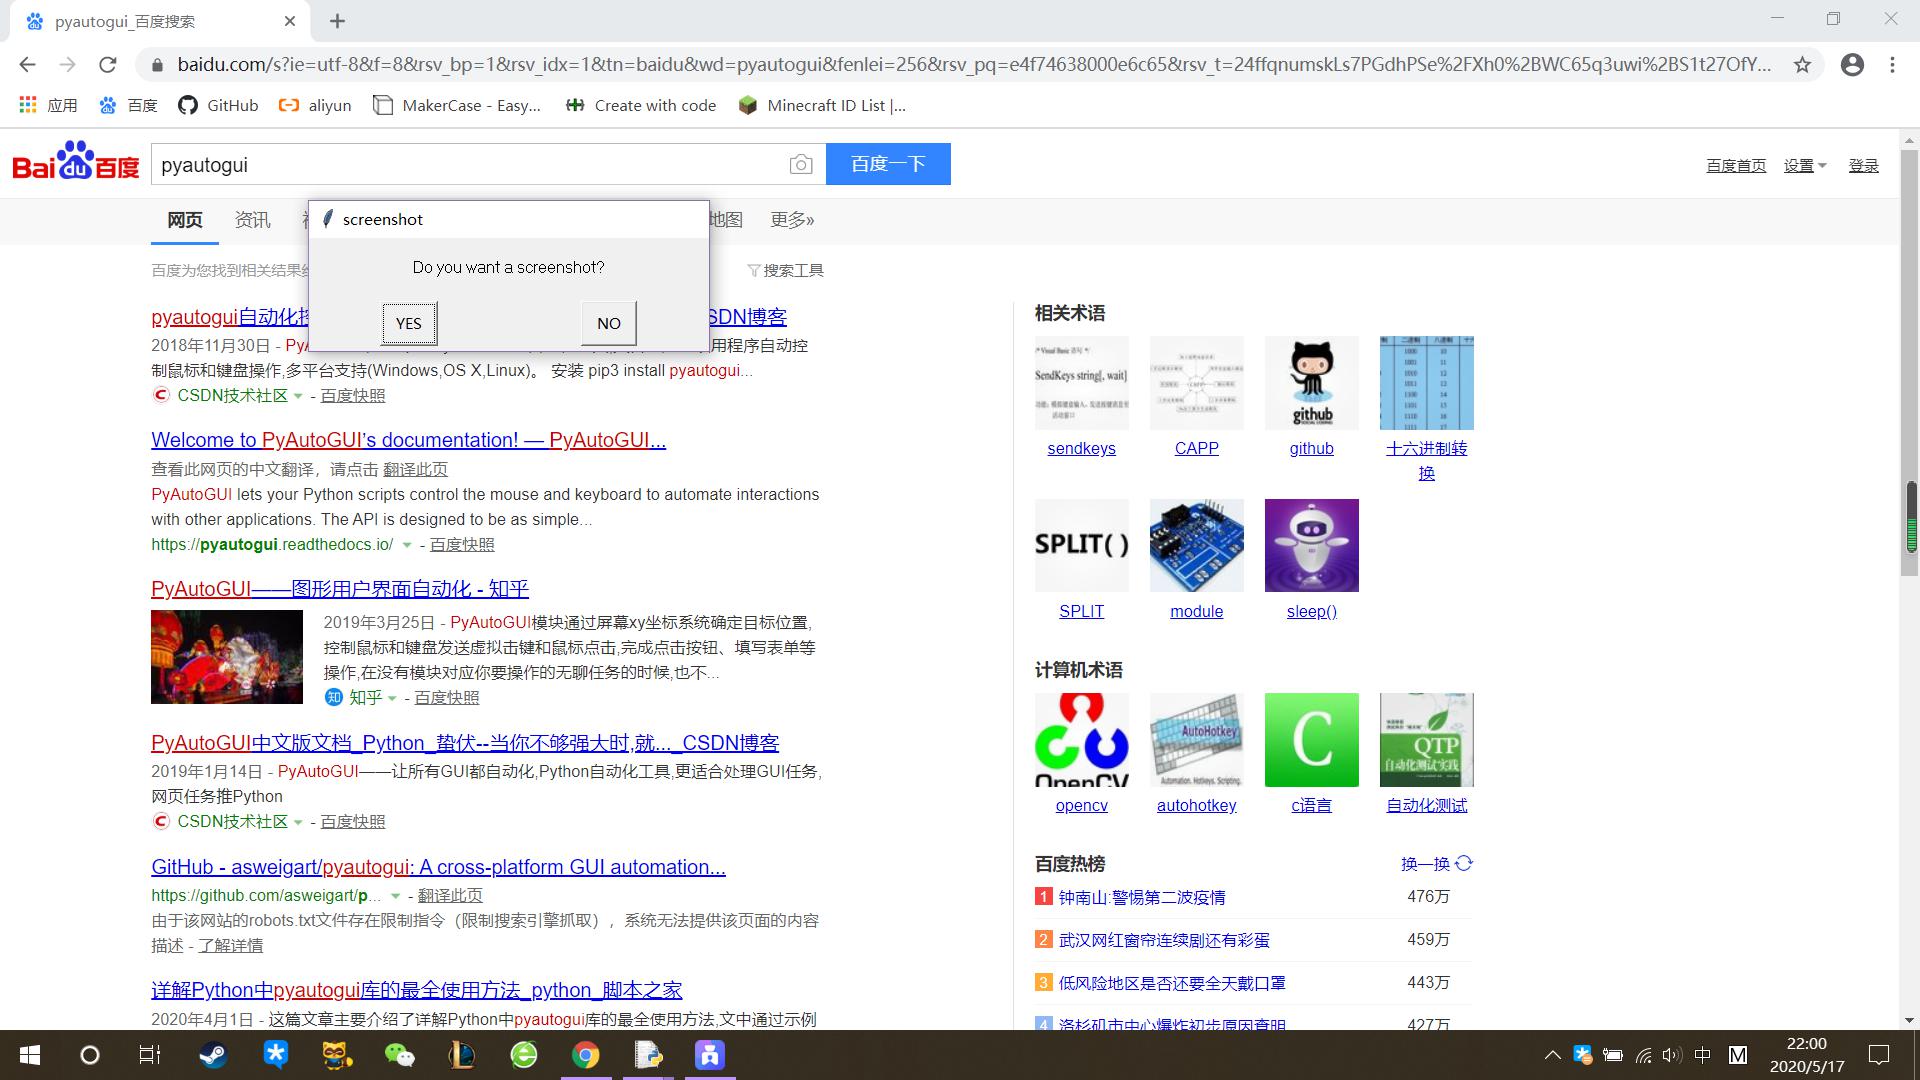 pyautogui_百度搜索
baidu.com/s?ie=utf-8&f=8&rsv_bp=1&rsv_idx=1&tn=baidu&wd=pyautogui&fenlei=256&rsv_pq=e4f74638000e6c65&rsv_t=24ffqnumskLs7PGdhPSe%2FXh0%2BWC65q3uwi%2BS1t27OfY...
应用 百度 GitHub aliyun MakerCase - Easy... Create with code Minecraft ID List |...
Bai du 百度 pyautogui 百度一下 百度首页 设置 登录
网页 资讯 地图 更多»
screenshot
Do you want a screenshot?
YES NO
百度为您找到相关结果 搜索工具
pyautogui自动化 SDN博客
2018年11月30日 - Py 用程序自动控
制鼠标和键盘操作,多平台支持(Windows,OS X,Linux)。 安装 pip3 install pyautogui...
CSDN技术社区 - 百度快照
Welcome to PyAutoGUI's documentation! — PyAutoGUI...
查看此网页的中文翻译，请点击 翻译此页
PyAutoGUI lets your Python scripts control the mouse and keyboard to automate interactions
with other applications. The API is designed to be as simple...
https://pyautogui.readthedocs.io/ - 百度快照
PyAutoGUI——图形用户界面自动化 - 知乎
2019年3月25日 - PyAutoGUI模块通过屏幕xy坐标系统确定目标位置,
控制鼠标和键盘发送虚拟击键和鼠标点击,完成点击按钮、填写表单等
操作,在没有模块对应你要操作的无聊任务的时候,也不...
知 知乎 - 百度快照
PyAutoGUI中文版文档_Python_蛰伏--当你不够强大时,就..._CSDN博客
2019年1月14日 - PyAutoGUI——让所有GUI都自动化,Python自动化工具,更适合处理GUI任务,
网页任务推Python
CSDN技术社区 - 百度快照
GitHub - asweigart/pyautogui: A cross-platform GUI automation...
https://github.com/asweigart/p... - 翻译此页
由于该网站的robots.txt文件存在限制指令（限制搜索引擎抓取），系统无法提供该页面的内容
描述 - 了解详情
详解Python中pyautogui库的最全使用方法_python_脚本之家
2020年4月1日 - 这篇文章主要介绍了详解Python中pyautogui库的最全使用方法,文中通过示例
相关术语
SendKeys string[, wait]
github
SOCIAL CODING
sendkeys CAPP github 十六进制转
换
SPLIT( )
SPLIT module sleep()
计算机术语
OpenCV AutoHotkey C QTP
Automation. Hotkeys. Scripting. 自动化测试实践
opencv autohotkey c语言 自动化测试
百度热榜 换一换
1 钟南山:警惕第二波疫情 476万
2 武汉网红窗帘连续剧还有彩蛋 459万
3 低风险地区是否还要全天戴口罩 443万
4 洛杉矶市中心爆炸初步原因查明 427万
中 M 22:00
2020/5/17